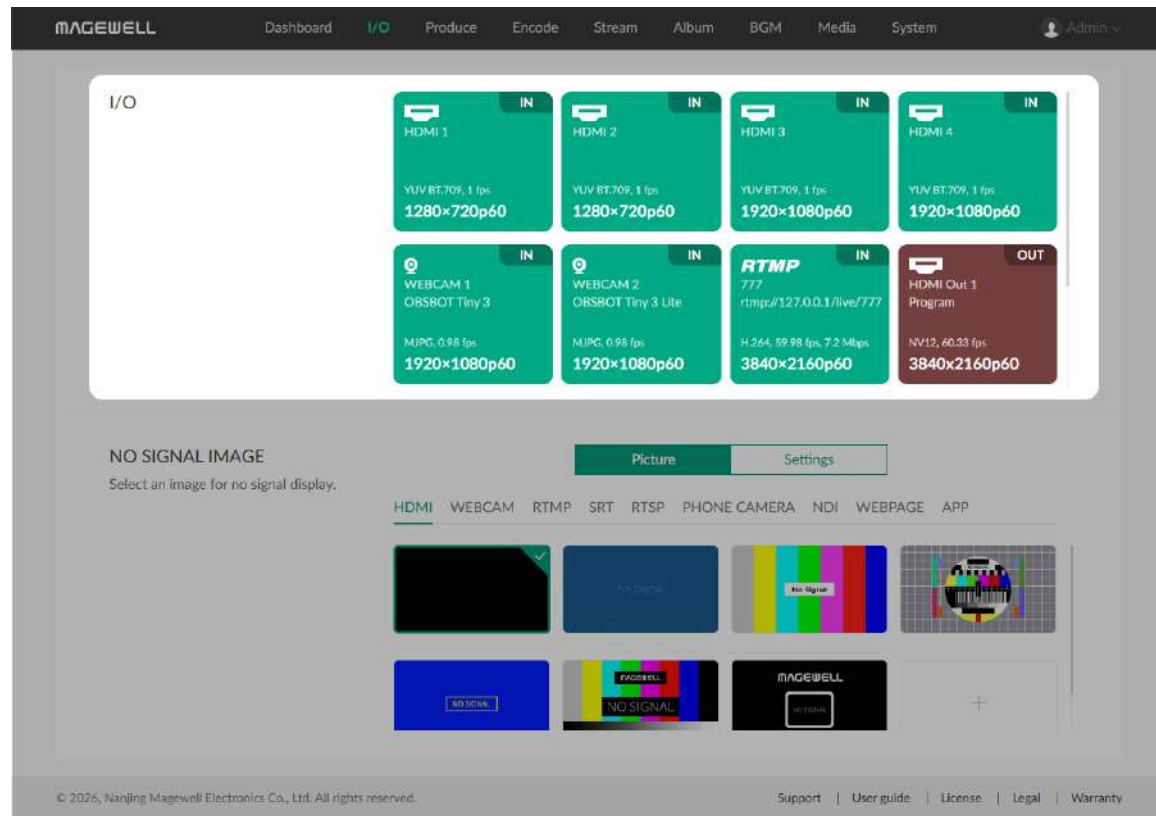 MAGEWELL Dashboard I/O Produce Encode Stream Album BGM Media System Admin
I/O
IN
HDMI 1
YUV BT.709, 1 fps
1280×720p60
IN
HDMI 2
YUV BT.709, 1 fps
1280×720p60
IN
HDMI 3
YUV BT.709, 1 fps
1920×1080p60
IN
HDMI 4
YUV BT.709, 1 fps
1920×1080p60
IN
WEBCAM 1
OBSBOT Tiny 3
MJPG, 0.98 fps
1920×1080p60
IN
WEBCAM 2
OBSBOT Tiny 3 Lite
MJPG, 0.98 fps
1920×1080p60
RTMP IN
777
rtmp://127.0.0.1/live/777
H.264, 59.98 fps, 7.2 Mbps
3840×2160p60
OUT
HDMI Out 1
Program
NV12, 60.33 fps
3840x2160p60
NO SIGNAL IMAGE
Select an image for no signal display.
Picture Settings
HDMI WEBCAM RTMP SRT RTSP PHONE CAMERA NDI WEBPAGE APP
No Signal
No Signal
NO SIGNAL
MAGEWELL
NO SIGNAL
MAGEWELL
NO SIGNAL
© 2026, Nanjing Magewell Electronics Co., Ltd. All rights reserved.
Support | User guide | License | Legal | Warranty